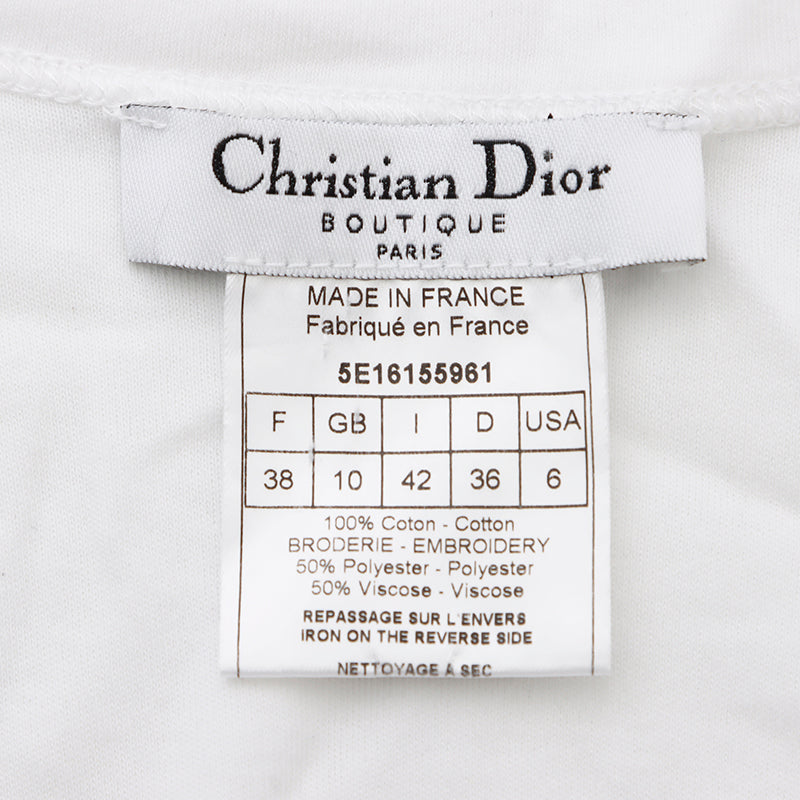 Christian Dior
BOUTIQUE
PARIS
MADE IN FRANCE
Fabriqué en France
5E16155961
F GB I D USA
38 10 42 36 6
100% Coton - Cotton
BRODERIE - EMBROIDERY
50% Polyester - Polyester
50% Viscose - Viscose
REPASSAGE SUR L'ENVERS
IRON ON THE REVERSE SIDE
NETTOYAGE A SEC